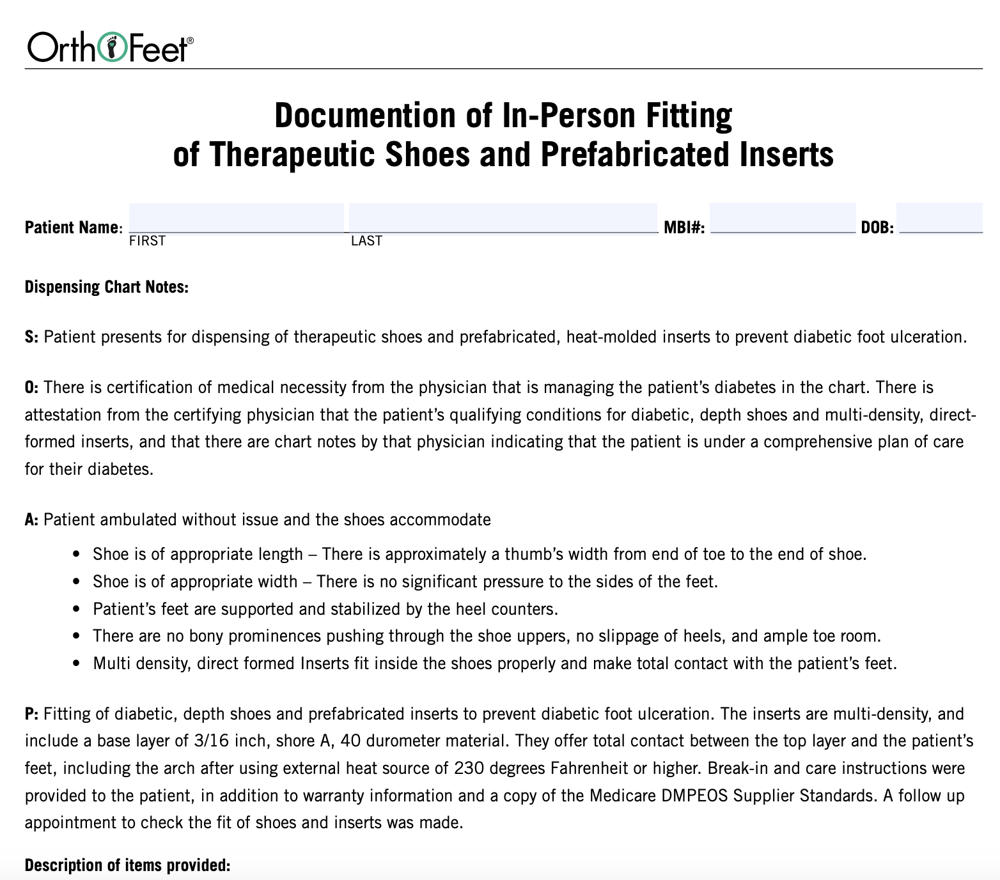 OrthoFeet®
Documention of In-Person Fitting
of Therapeutic Shoes and Prefabricated Inserts
Patient Name: MBI#: DOB:
FIRST LAST
Dispensing Chart Notes:
S: Patient presents for dispensing of therapeutic shoes and prefabricated, heat-molded inserts to prevent diabetic foot ulceration.
O: There is certification of medical necessity from the physician that is managing the patient’s diabetes in the chart. There is
attestation from the certifying physician that the patient’s qualifying conditions for diabetic, depth shoes and multi-density, direct-
formed inserts, and that there are chart notes by that physician indicating that the patient is under a comprehensive plan of care
for their diabetes.
A: Patient ambulated without issue and the shoes accommodate
• Shoe is of appropriate length – There is approximately a thumb’s width from end of toe to the end of shoe.
• Shoe is of appropriate width – There is no significant pressure to the sides of the feet.
• Patient’s feet are supported and stabilized by the heel counters.
• There are no bony prominences pushing through the shoe uppers, no slippage of heels, and ample toe room.
• Multi density, direct formed Inserts fit inside the shoes properly and make total contact with the patient’s feet.
P: Fitting of diabetic, depth shoes and prefabricated inserts to prevent diabetic foot ulceration. The inserts are multi-density, and
include a base layer of 3/16 inch, shore A, 40 durometer material. They offer total contact between the top layer and the patient’s
feet, including the arch after using external heat source of 230 degrees Fahrenheit or higher. Break-in and care instructions were
provided to the patient, in addition to warranty information and a copy of the Medicare DMPEOS Supplier Standards. A follow up
appointment to check the fit of shoes and inserts was made.
Description of items provided: